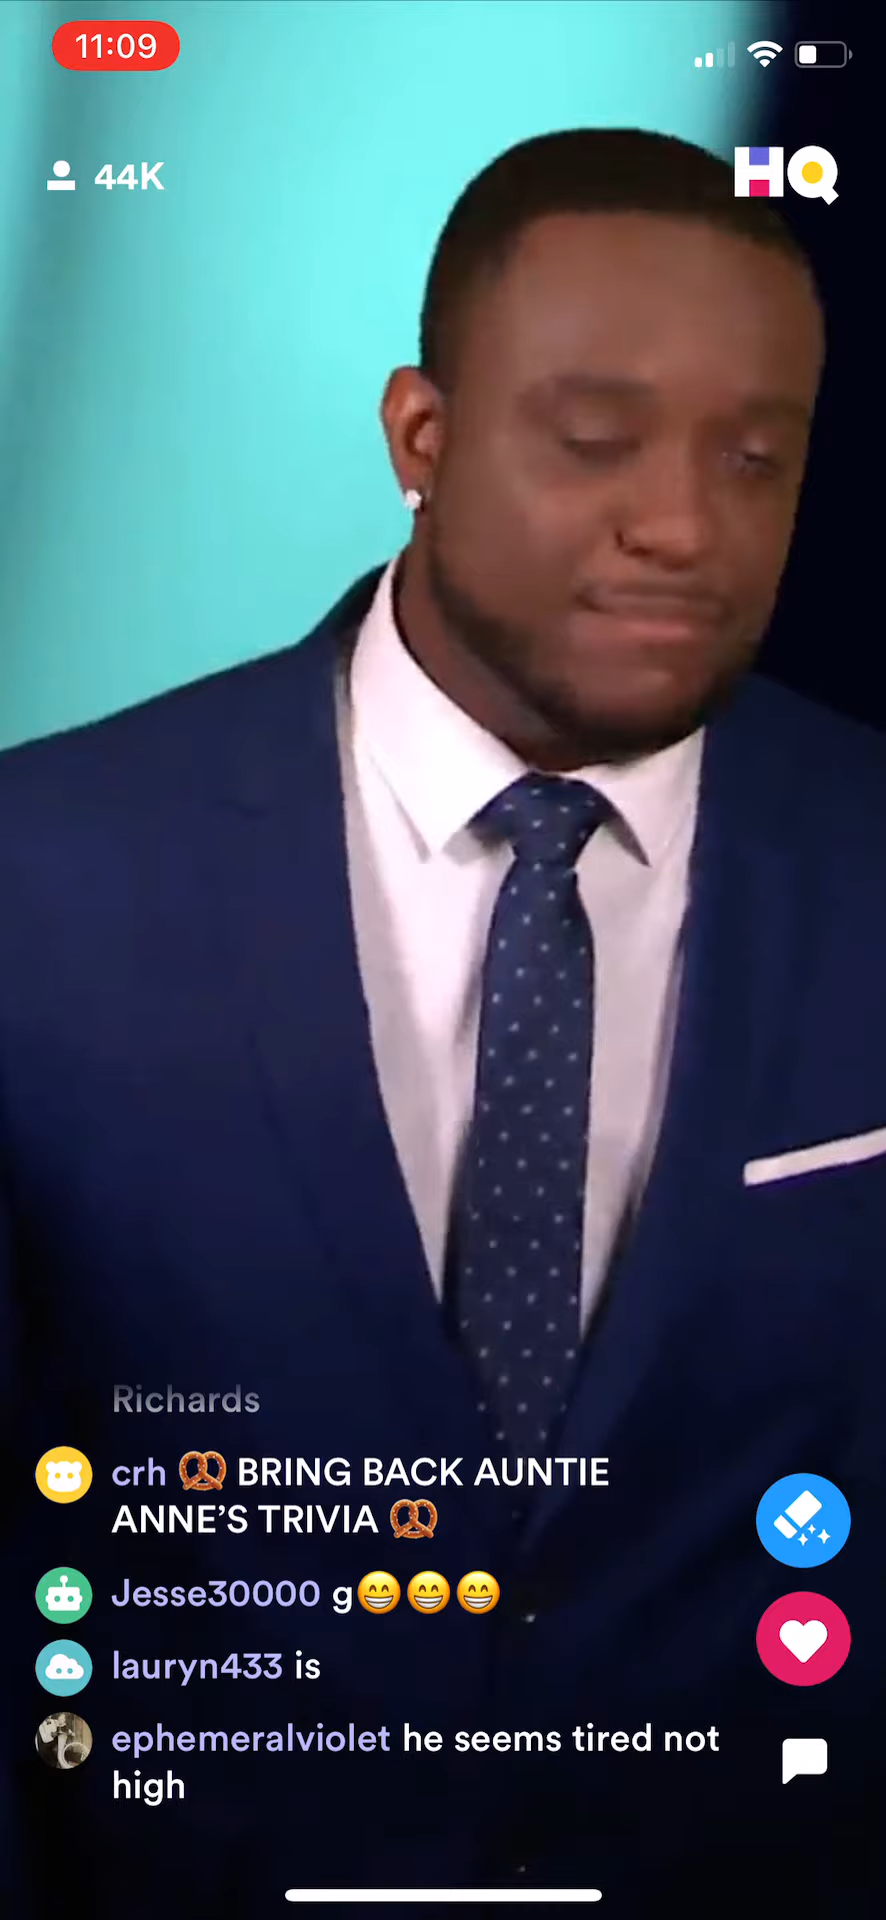 11:09
44K
HQ
Richards
crh 🥨 BRING BACK AUNTIE
ANNE’S TRIVIA 🥨
Jesse30000 g😁😁😁
lauryn433 is
ephemeralviolet he seems tired not
high